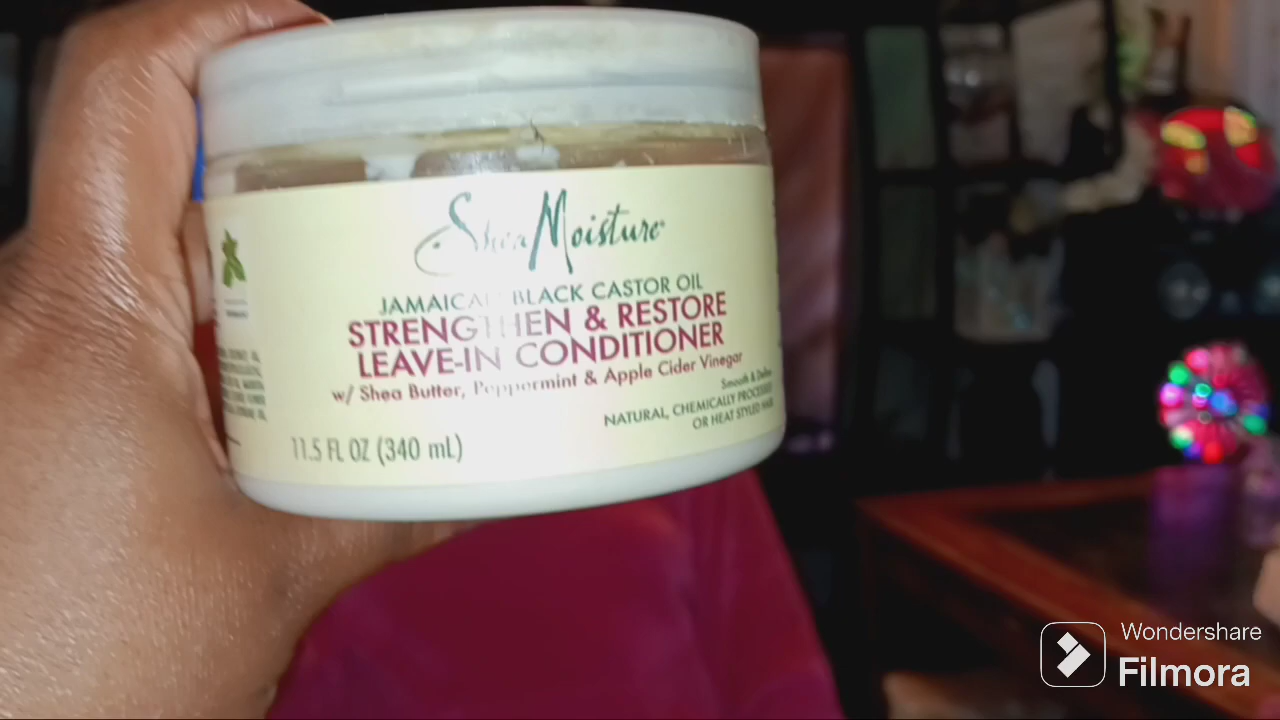 SheaMoisture
JAMAICAN BLACK CASTOR OIL
STRENGTHEN & RESTORE
LEAVE-IN CONDITIONER
w/ Shea Butter, Peppermint & Apple Cider Vinegar
Smooth &
NATURAL, CHEMICALLY PROCESSED
OR HEAT STYLED HAIR
11.5 FL OZ (340 mL)
Wondershare
Filmora